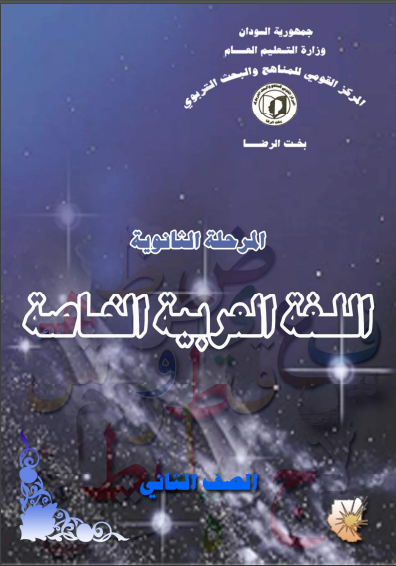 جمهورية السودان
وزارة التعليم العام
المركز القومي للمناهج والبحث التربوي
بخت الرضا
المرحلة الثانوية
اللغة العربية الخاصة
الصف الثاني